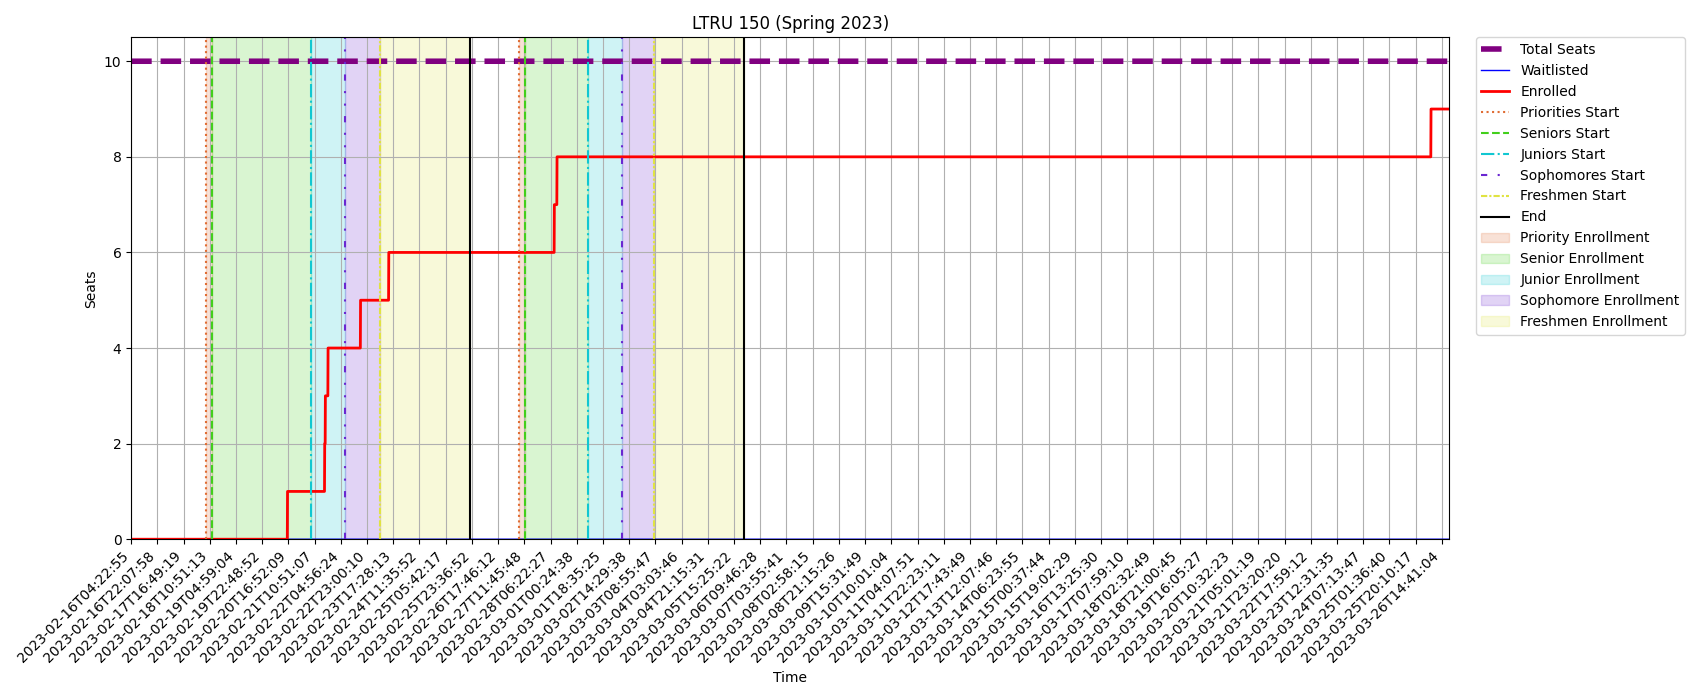 LTRU 150 (Spring 2023)
10
8
6
4
2
0
Seats
2023-02-16T04:22:55
2023-02-16T22:07:58
2023-02-17T16:49:19
2023-02-18T10:51:13
2023-02-19T04:59:04
2023-02-19T22:48:52
2023-02-20T16:52:09
2023-02-21T10:51:07
2023-02-22T04:56:24
2023-02-22T23:00:10
2023-02-23T17:28:13
2023-02-24T11:35:52
2023-02-25T05:42:17
2023-02-25T23:36:52
2023-02-26T17:46:12
2023-02-27T11:45:48
2023-02-28T06:22:27
2023-03-01T00:24:38
2023-03-01T18:35:25
2023-03-02T14:29:38
2023-03-03T08:55:47
2023-03-04T03:03:46
2023-03-04T21:15:31
2023-03-05T15:25:22
2023-03-06T09:46:28
2023-03-07T03:55:41
2023-03-08T02:58:15
2023-03-08T21:15:26
2023-03-09T15:31:49
2023-03-10T10:01:04
2023-03-11T04:07:51
2023-03-11T22:23:11
2023-03-12T17:43:49
2023-03-13T12:07:46
2023-03-14T06:23:55
2023-03-15T00:37:44
2023-03-15T19:02:29
2023-03-16T13:25:30
2023-03-17T07:59:10
2023-03-18T02:32:49
2023-03-18T21:00:45
2023-03-19T16:05:27
2023-03-20T10:32:23
2023-03-21T05:01:19
2023-03-21T23:20:20
2023-03-22T17:59:12
2023-03-23T12:31:35
2023-03-24T07:13:47
2023-03-25T01:36:40
2023-03-25T20:10:17
2023-03-26T14:41:04
Time
Total Seats
Waitlisted
Enrolled
Priorities Start
Seniors Start
Juniors Start
Sophomores Start
Freshmen Start
End
Priority Enrollment
Senior Enrollment
Junior Enrollment
Sophomore Enrollment
Freshmen Enrollment